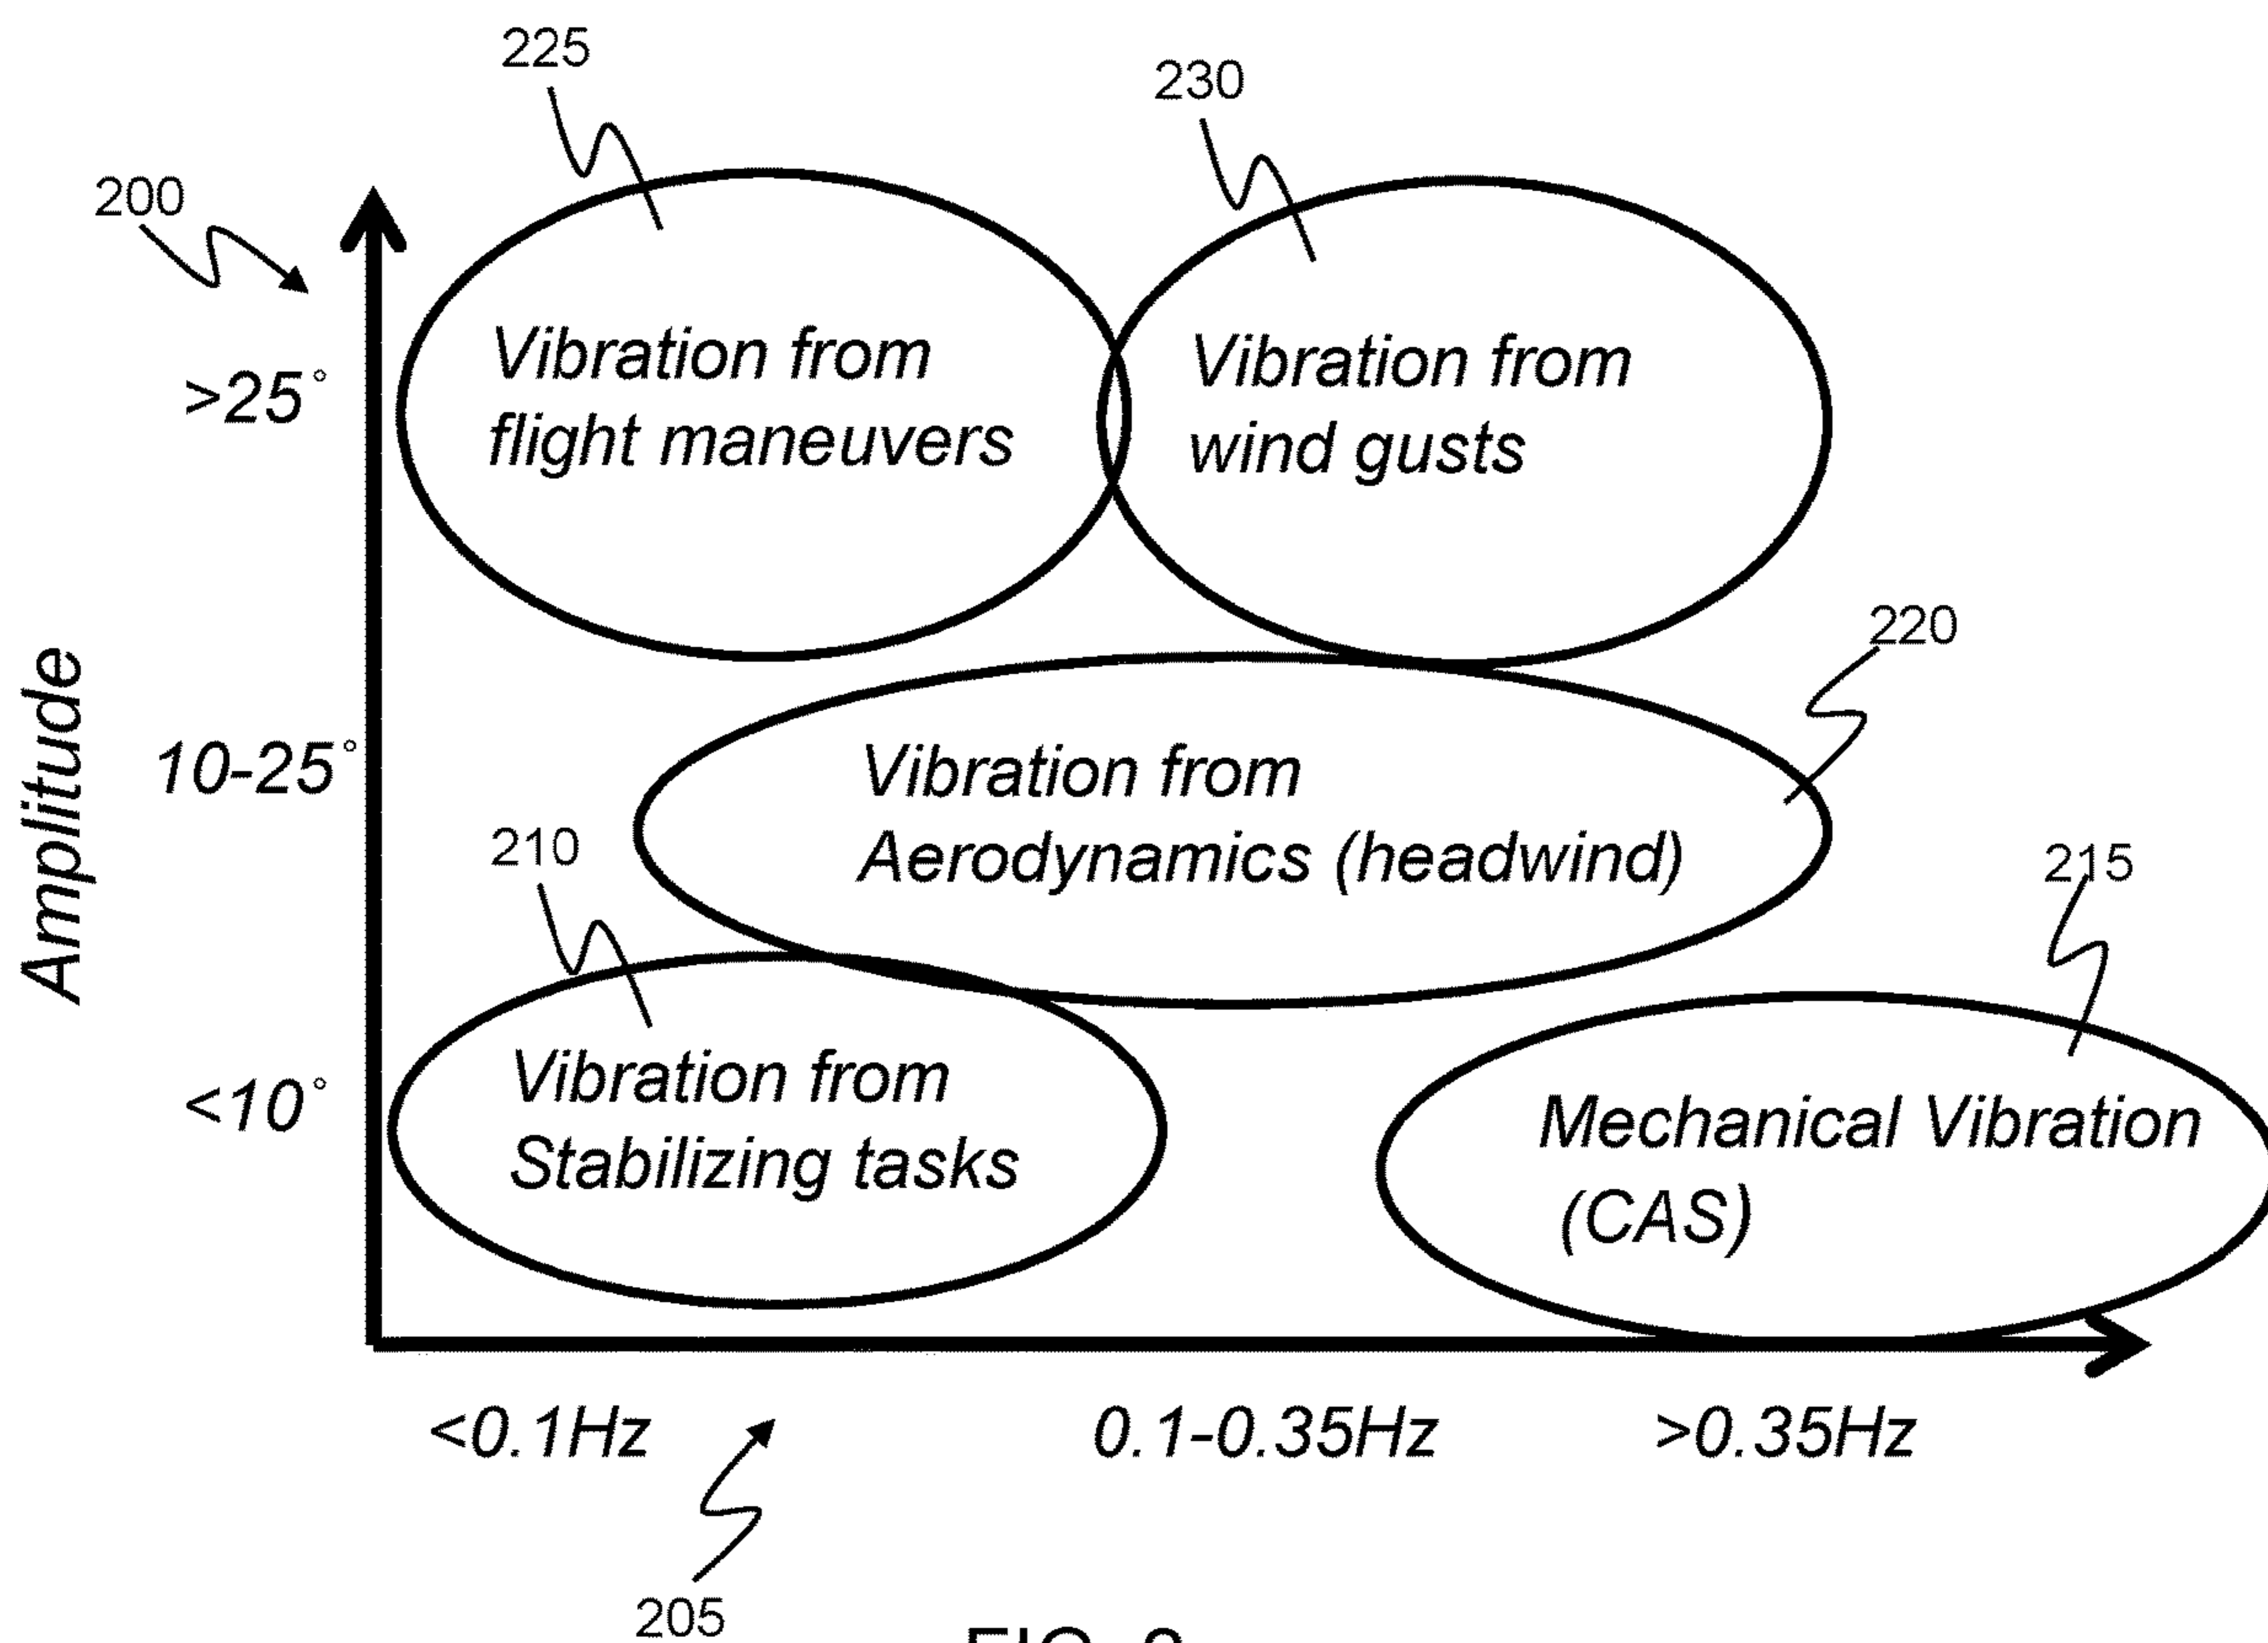 225
230
200
Vibration from
flight maneuvers
Vibration from
wind gusts
>25°
220
Amplitude
10-25°
Vibration from
Aerodynamics (headwind)
210
215
<10°
Vibration from
Stabilizing tasks
Mechanical Vibration
(CAS)
<0.1Hz
0.1-0.35Hz
>0.35Hz
205